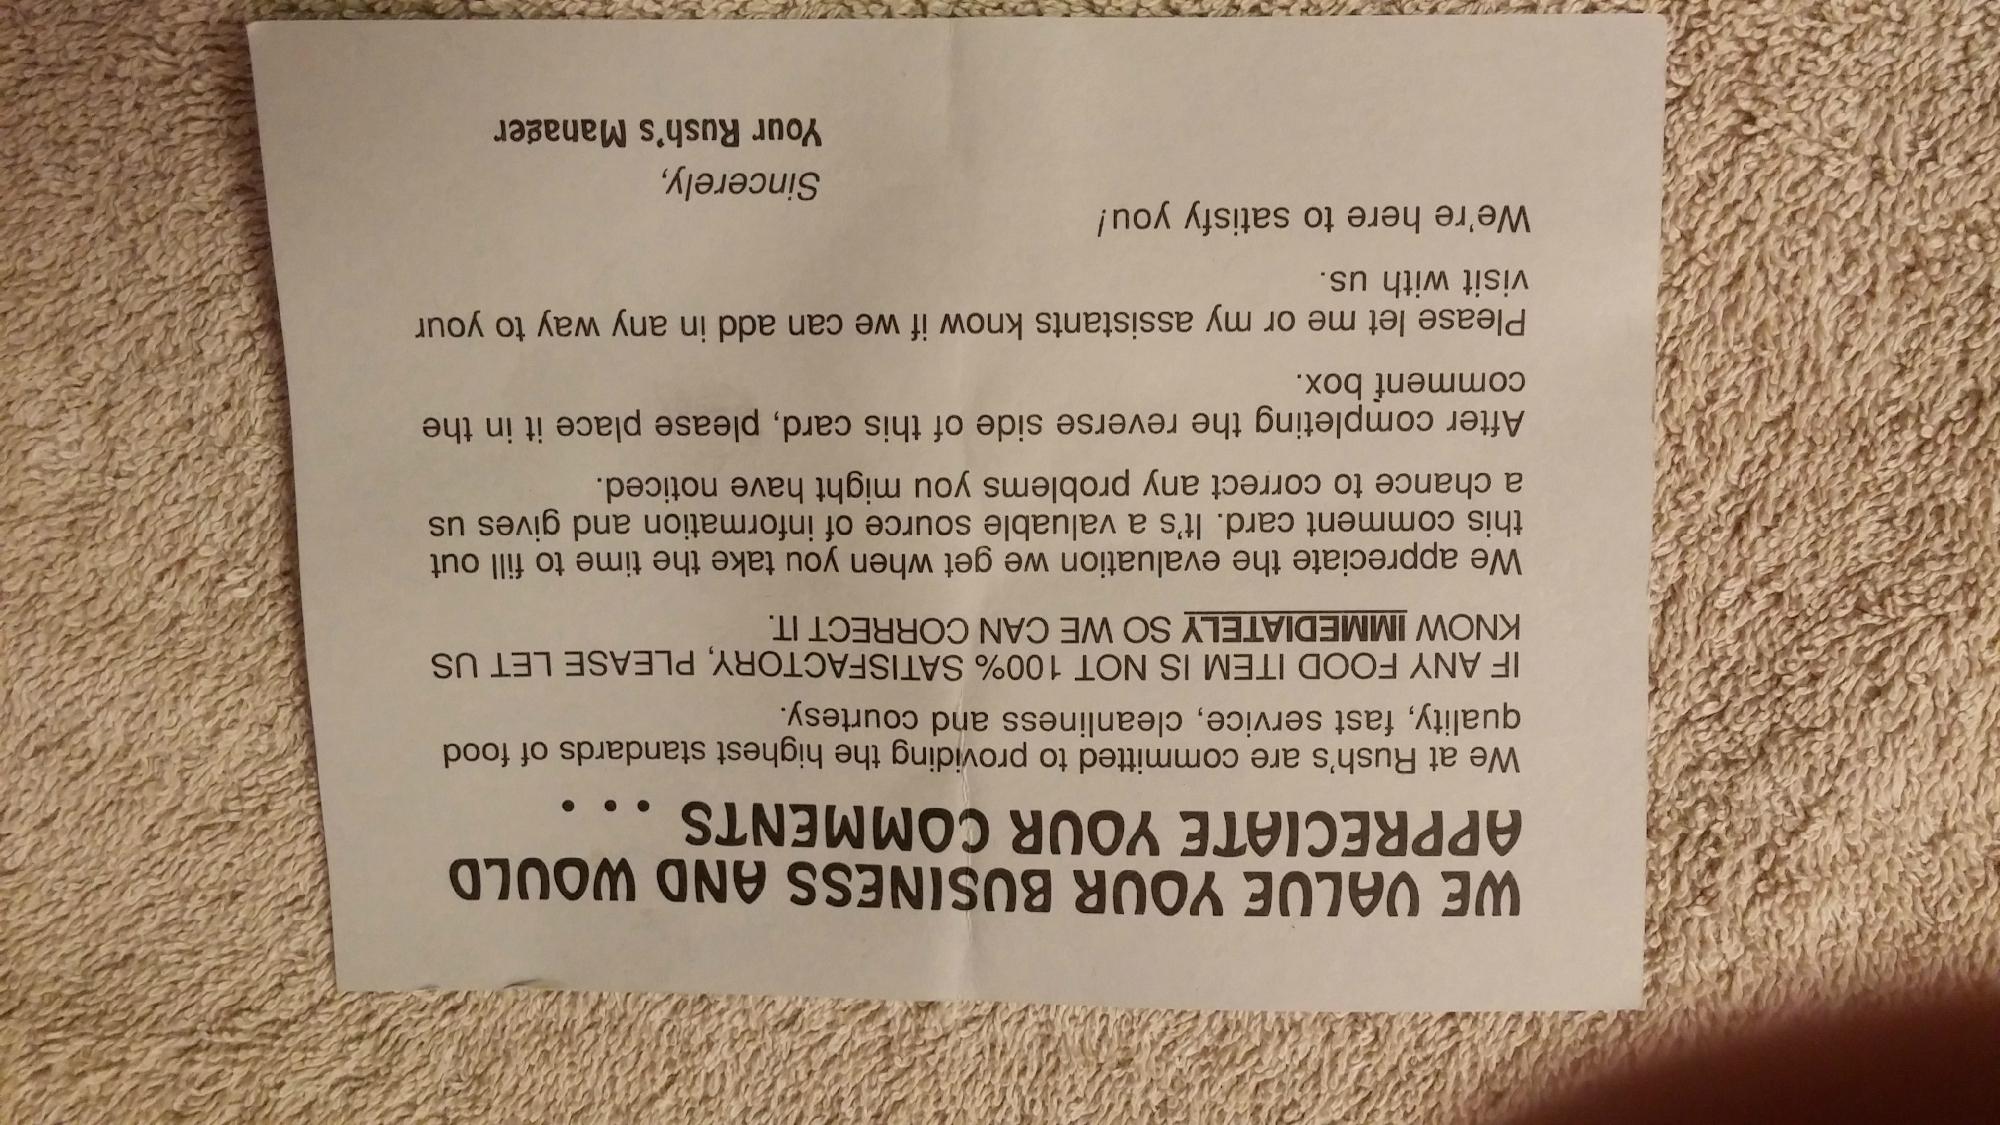 WE VALUE YOUR BUSINESS AND WOULD
APPRECIATE YOUR COMMENTS . . .
We at Rush's are committed to providing the highest standards of food
quality, fast service, cleanliness and courtesy.
IF ANY FOOD ITEM IS NOT 100% SATISFACTORY, PLEASE LET US
KNOW IMMEDIATELY SO WE CAN CORRECT IT.
We appreciate the evaluation we get when you take the time to fill out
this comment card. It's a valuable source of information and gives us
a chance to correct any problems you might have noticed.
After completing the reverse side of this card, please place it in the
comment box.
Please let me or my assistants know if we can add in any way to your
visit with us.
We're here to satisfy you!
Sincerely,
Your Rush's Manager